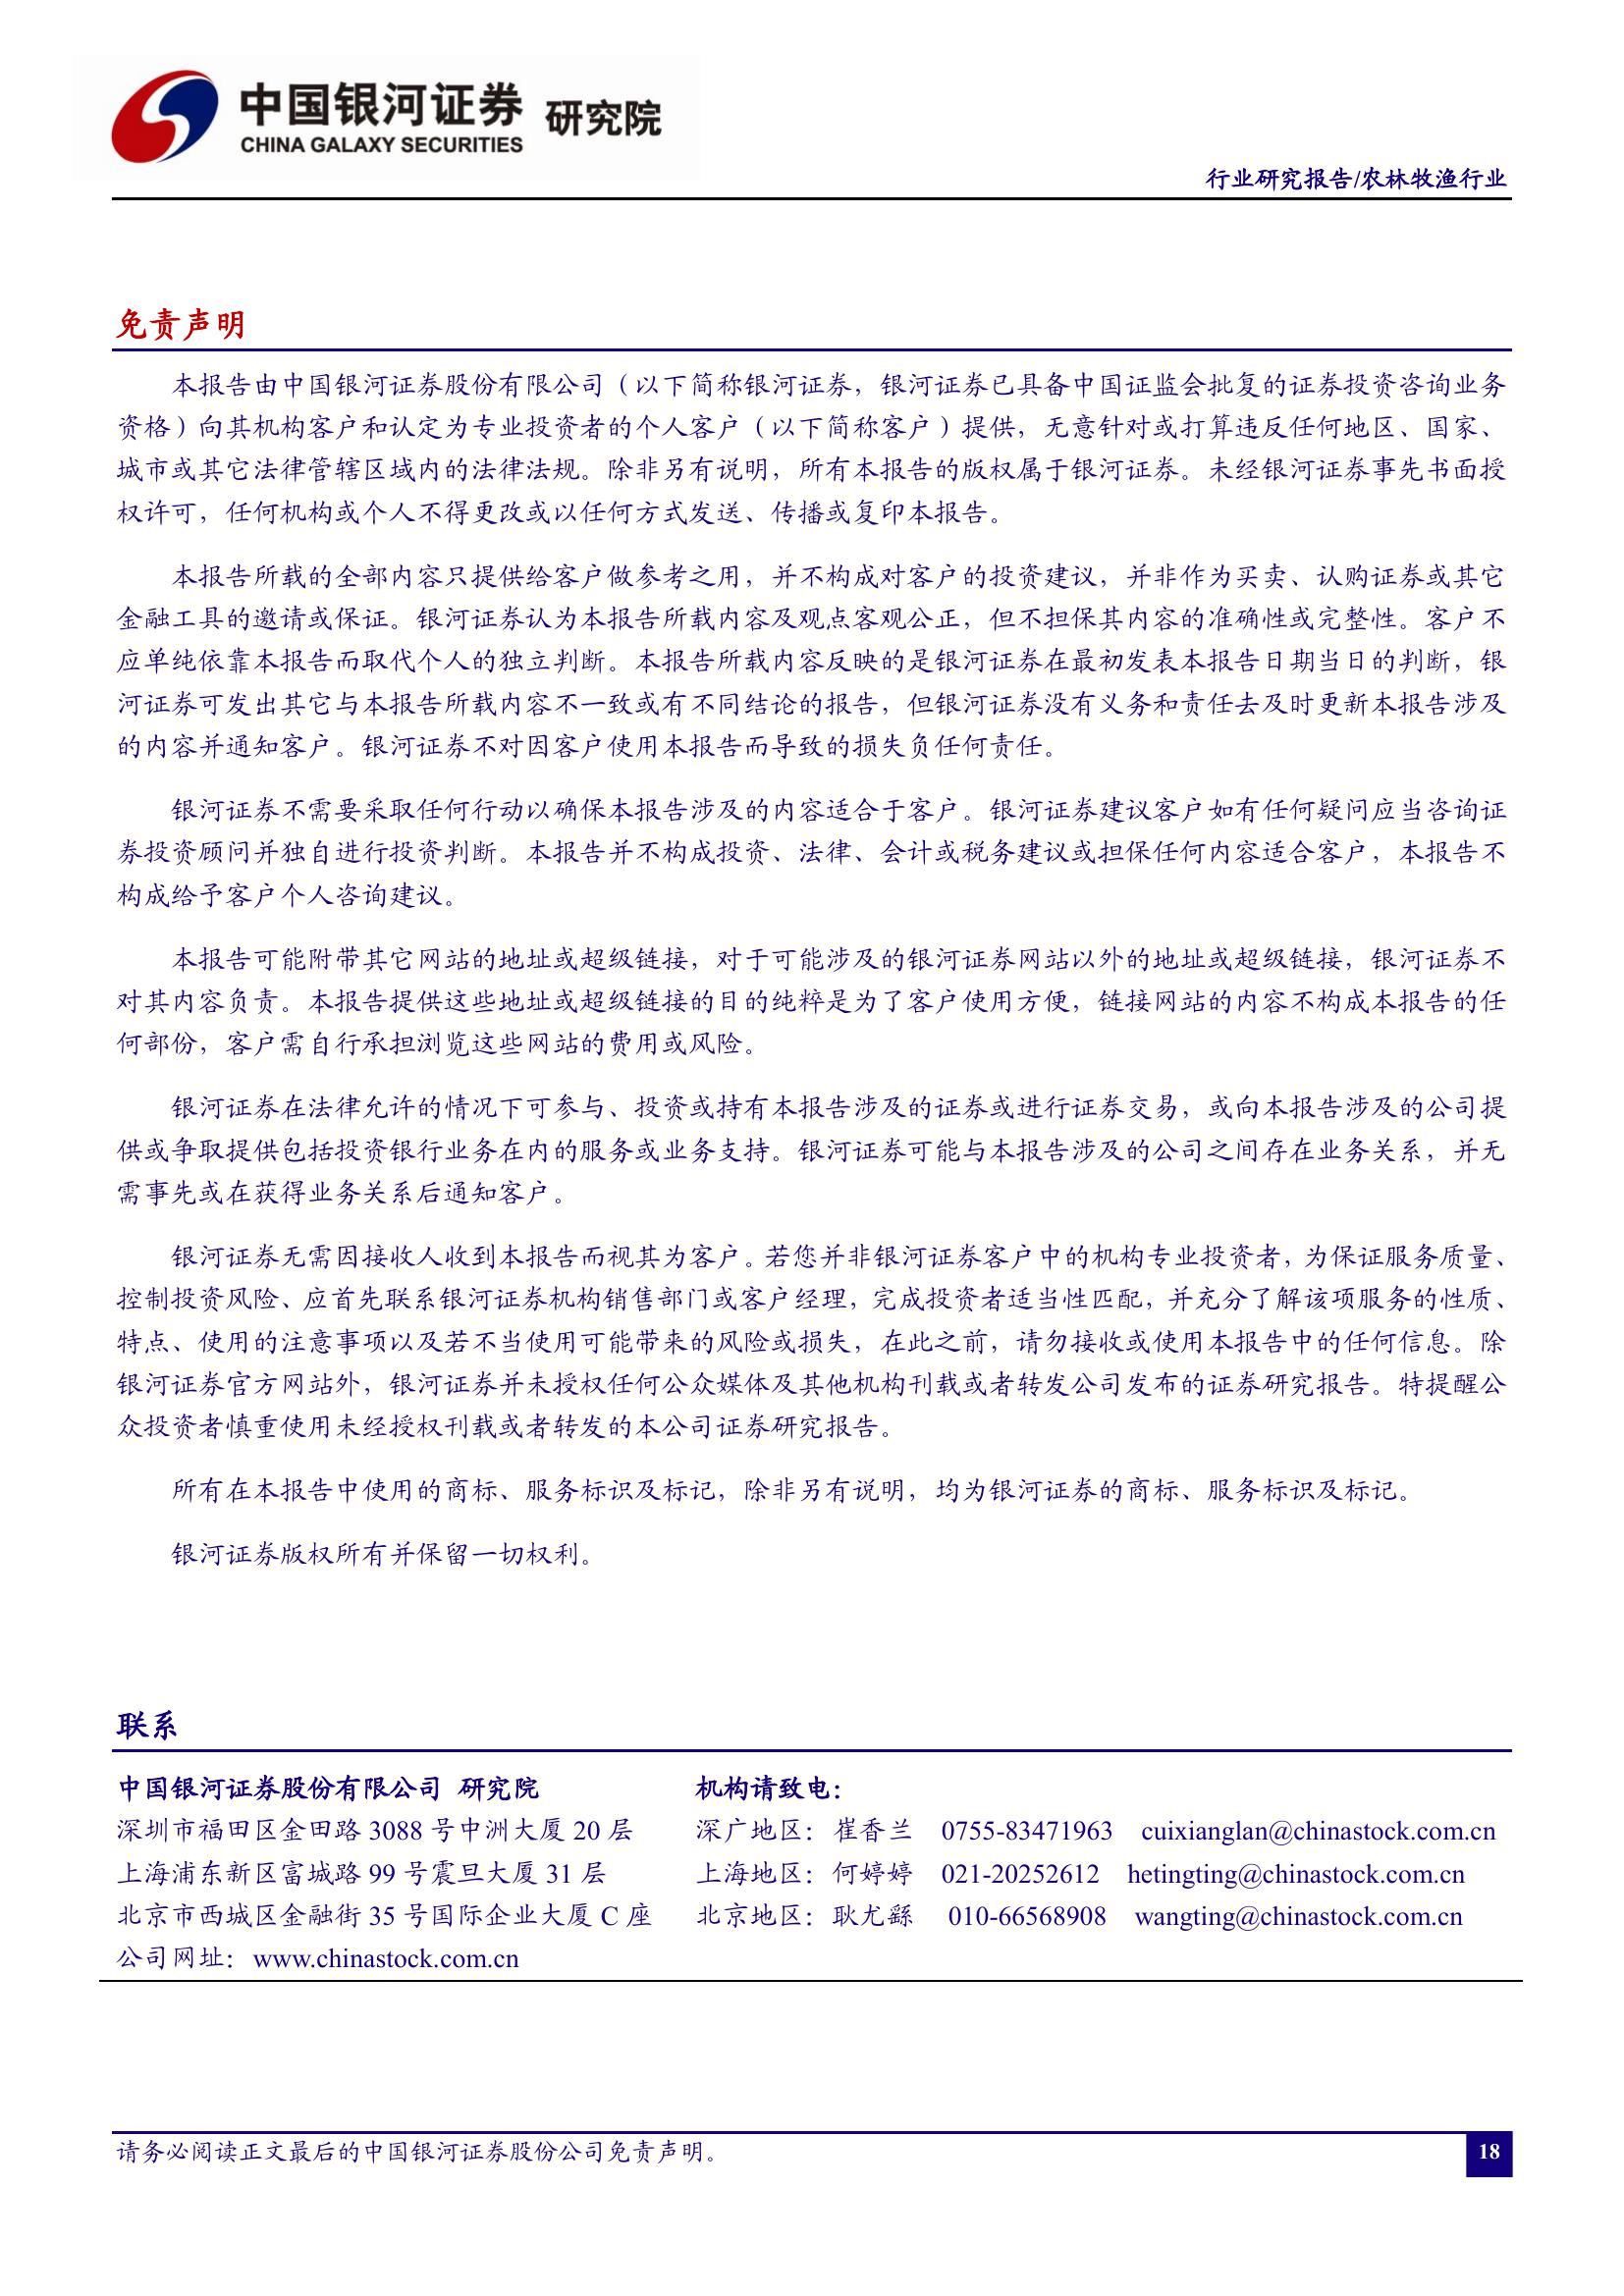 中国银河证券 研究院
CHINA GALAXY SECURITIES
行业研究报告/农林牧渔行业
免责声明
本报告由中国银河证券股份有限公司（以下简称银河证券，银河证券已具备中国证监会批复的证券投资咨询业务
资格）向其机构客户和认定为专业投资者的个人客户（以下简称客户）提供，无意针对或打算违反任何地区、国家、
城市或其它法律管辖区域内的法律法规。除非另有说明，所有本报告的版权属于银河证券。未经银河证券事先书面授
权许可，任何机构或个人不得更改或以任何方式发送、传播或复印本报告。
本报告所载的全部内容只提供给客户做参考之用，并不构成对客户的投资建议，并非作为买卖、认购证券或其它
金融工具的邀请或保证。银河证券认为本报告所载内容及观点客观公正，但不担保其内容的准确性或完整性。客户不
应单纯依靠本报告而取代个人的独立判断。本报告所载内容反映的是银河证券在最初发表本报告日期当日的判断，银
河证券可发出其它与本报告所载内容不一致或有不同结论的报告，但银河证券没有义务和责任去及时更新本报告涉及
的内容并通知客户。银河证券不对因客户使用本报告而导致的损失负任何责任。
银河证券不需要采取任何行动以确保本报告涉及的内容适合于客户。银河证券建议客户如有任何疑问应当咨询证
券投资顾问并独自进行投资判断。本报告并不构成投资、法律、会计或税务建议或担保任何内容适合客户，本报告不
构成给予客户个人咨询建议。
本报告可能附带其它网站的地址或超级链接，对于可能涉及的银河证券网站以外的地址或超级链接，银河证券不
对其内容负责。本报告提供这些地址或超级链接的目的纯粹是为了客户使用方便，链接网站的内容不构成本报告的任
何部份，客户需自行承担浏览这些网站的费用或风险。
银河证券在法律允许的情况下可参与、投资或持有本报告涉及的证券或进行证券交易，或向本报告涉及的公司提
供或争取提供包括投资银行业务在内的服务或业务支持。银河证券可能与本报告涉及的公司之间存在业务关系，并无
需事先或在获得业务关系后通知客户。
银河证券无需因接收人收到本报告而视其为客户。若您并非银河证券客户中的机构专业投资者，为保证服务质量、
控制投资风险、应首先联系银河证券机构销售部门或客户经理，完成投资者适当性匹配，并充分了解该项服务的性质、
特点、使用的注意事项以及若不当使用可能带来的风险或损失，在此之前，请勿接收或使用本报告中的任何信息。除
银河证券官方网站外，银河证券并未授权任何公众媒体及其他机构刊载或者转发公司发布的证券研究报告。特提醒公
众投资者慎重使用未经授权刊载或者转发的本公司证券研究报告。
所有在本报告中使用的商标、服务标识及标记，除非另有说明，均为银河证券的商标、服务标识及标记。
银河证券版权所有并保留一切权利。
联系
中国银河证券股份有限公司 研究院 机构请致电：
深圳市福田区金田路 3088 号中洲大厦 20 层 深广地区：崔香兰 0755-83471963 cuixianglan@chinastock.com.cn
上海浦东新区富城路 99 号震旦大厦 31 层 上海地区：何婷婷 021-20252612 hetingting@chinastock.com.cn
北京市西城区金融街 35 号国际企业大厦 C 座 北京地区：耿尤繇 010-66568908 wangting@chinastock.com.cn
公司网址：www.chinastock.com.cn
请务必阅读正文最后的中国银河证券股份公司免责声明。
18